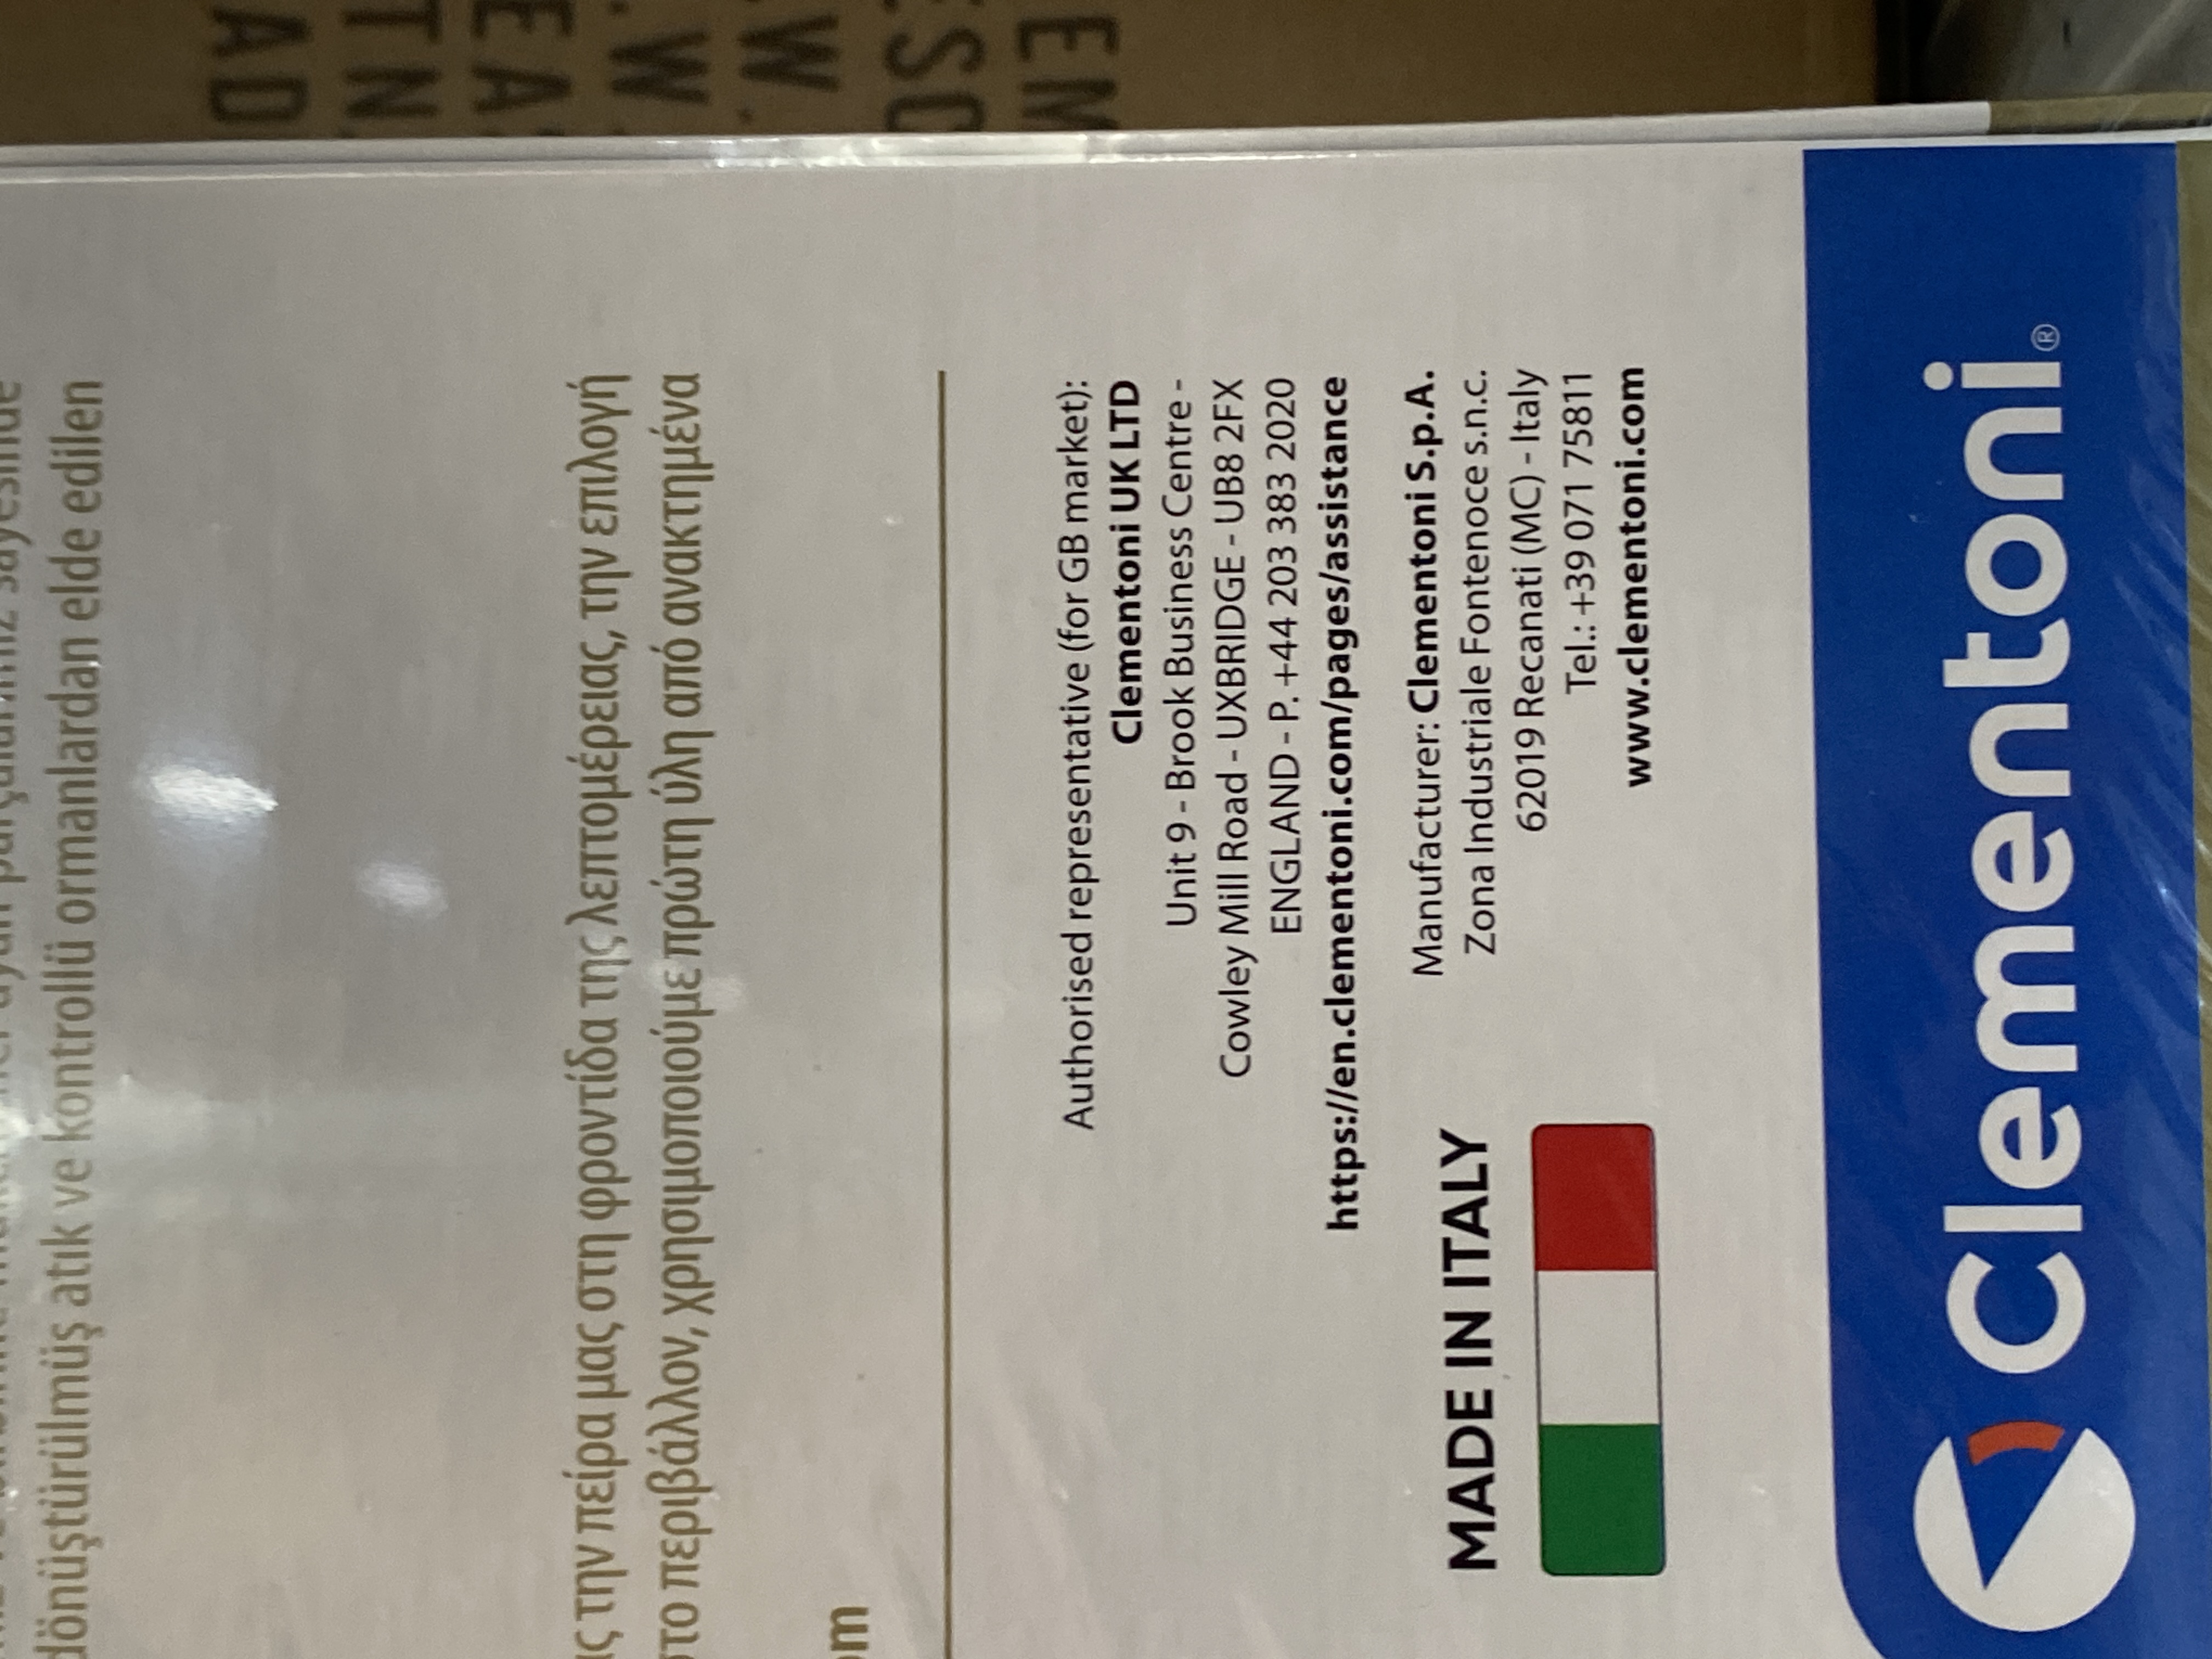 dönüştürülmüş atık ve kontrollü ormanlardan elde edilen
την πείρα μας στη φροντίδα της λεπτομέρειας, την επιλογή
στο περιβάλλον, χρησιμοποιούμε πρώτη ύλη από ανακτημένα
Authorised representative (for GB market):
Clementoni UK LTD
Unit 9 - Brook Business Centre -
Cowley Mill Road - UXBRIDGE - UB8 2FX
ENGLAND - P. +44 203 383 2020
https://en.clementoni.com/pages/assistance
MADE IN ITALY
Manufacturer: Clementoni S.p.A.
Zona Industriale Fontenoce s.n.c.
62019 Recanati (MC) - Italy
Tel.: +39 071 75811
www.clementoni.com
Clementoni®